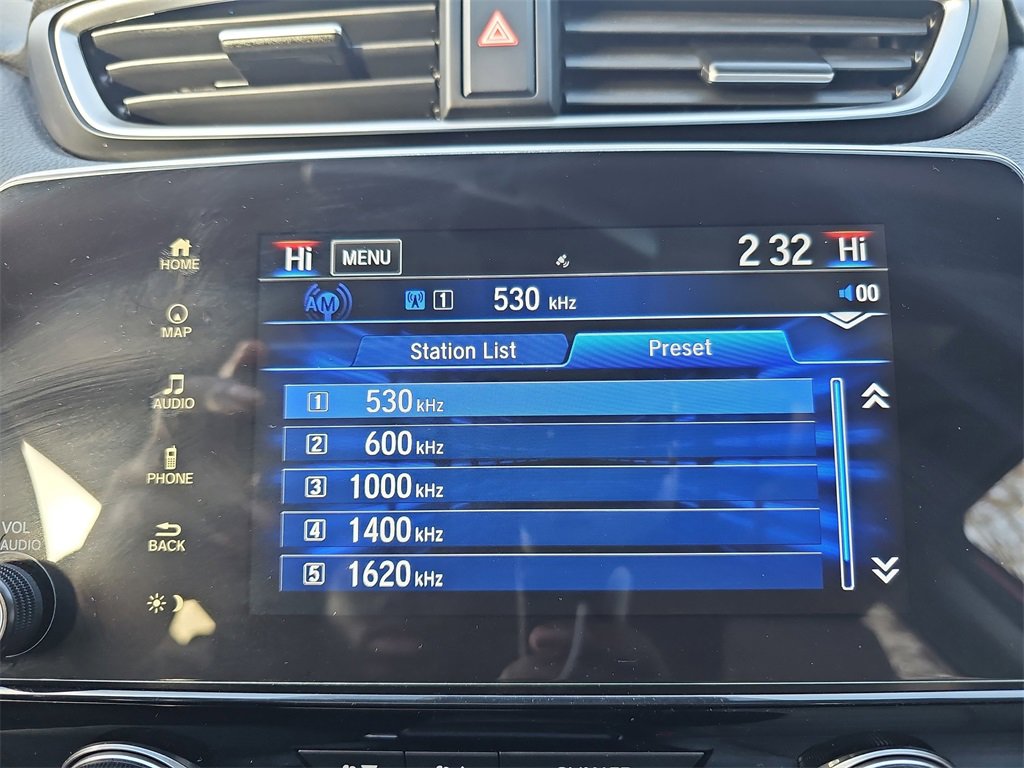 Hi MENU 2 32 Hi
AM 1 530 kHz 00
Station List Preset
1 530 kHz
2 600 kHz
3 1000 kHz
4 1400 kHz
5 1620 kHz
HOME
MAP
AUDIO
PHONE
BACK
VOL
AUDIO
CLIMATE